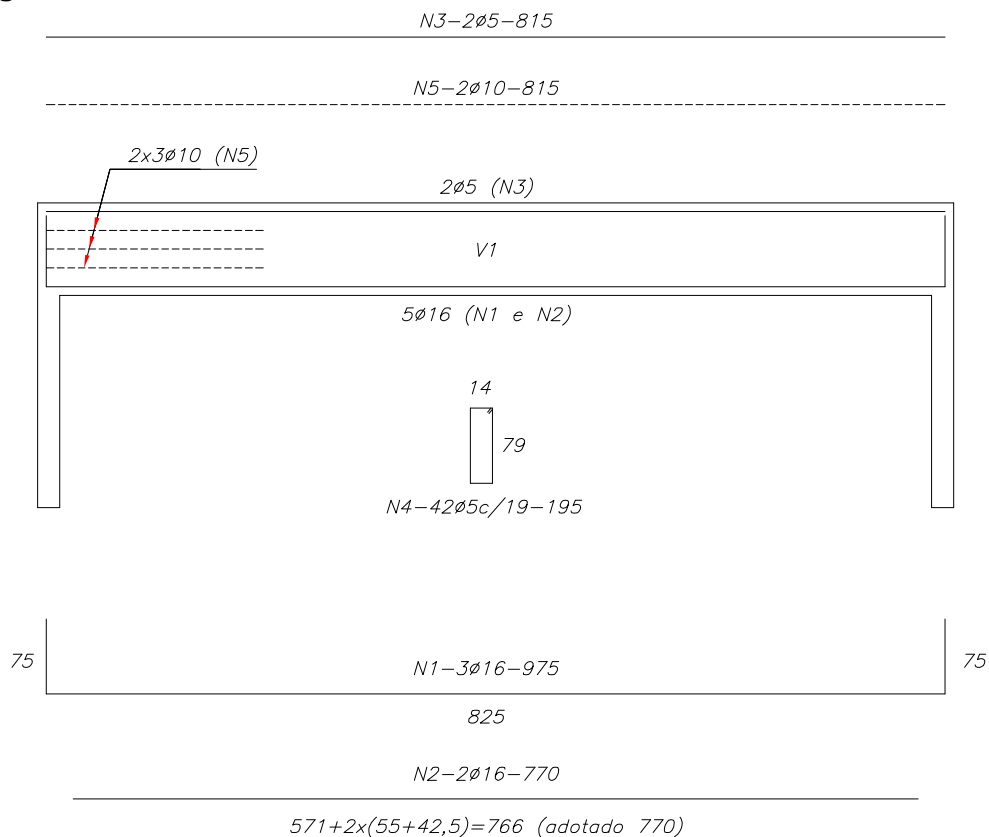 N3-2ø5-815
N5-2ø10-815
2x3ø10 (N5)
2ø5 (N3)
V1
5ø16 (N1 e N2)
14
79
N4-42ø5c/19-195
75
N1-3ø16-975
75
825
N2-2ø16-770
571+2x(55+42,5)=766 (adotado 770)